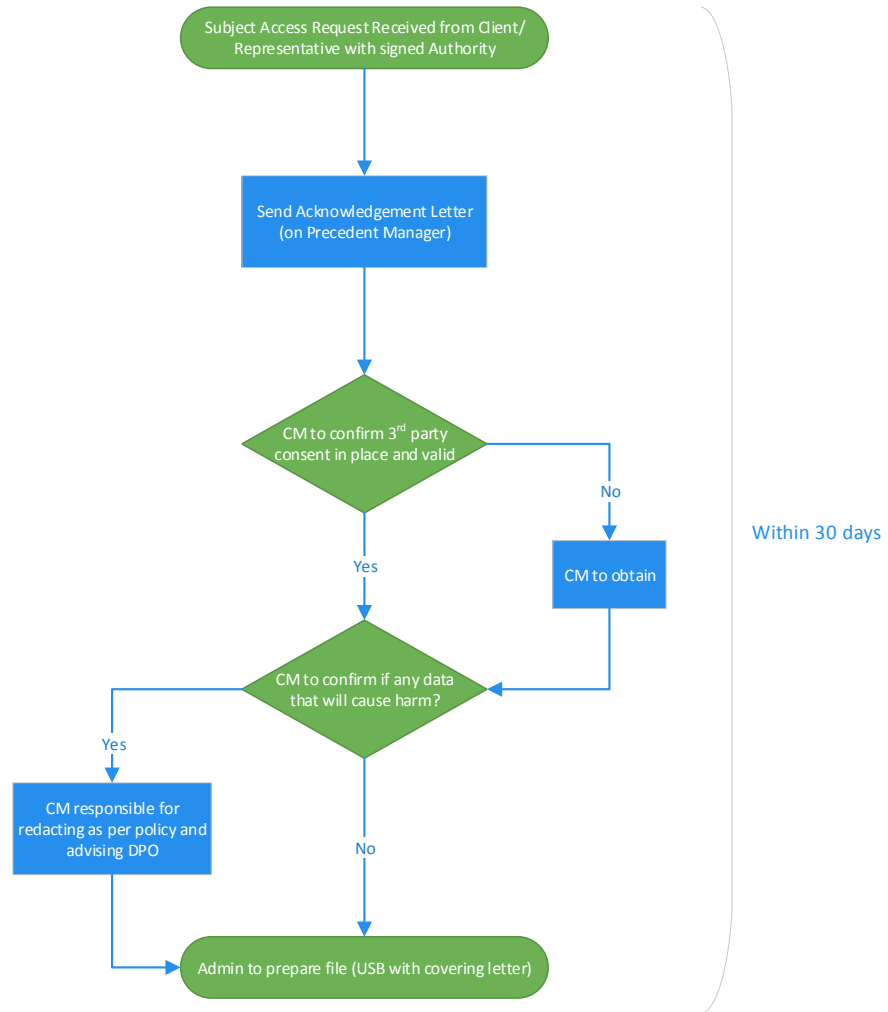 Subject Access Request Received from Client/
Representative with signed Authority
Send Acknowledgement Letter
(on Precedent Manager)
CM to confirm 3rd party
consent in place and valid
No
Within 30 days
Yes
CM to obtain
CM to confirm if any data
that will cause harm?
Yes
CM responsible for
redacting as per policy and
advising DPO
No
Admin to prepare file (USB with covering letter)